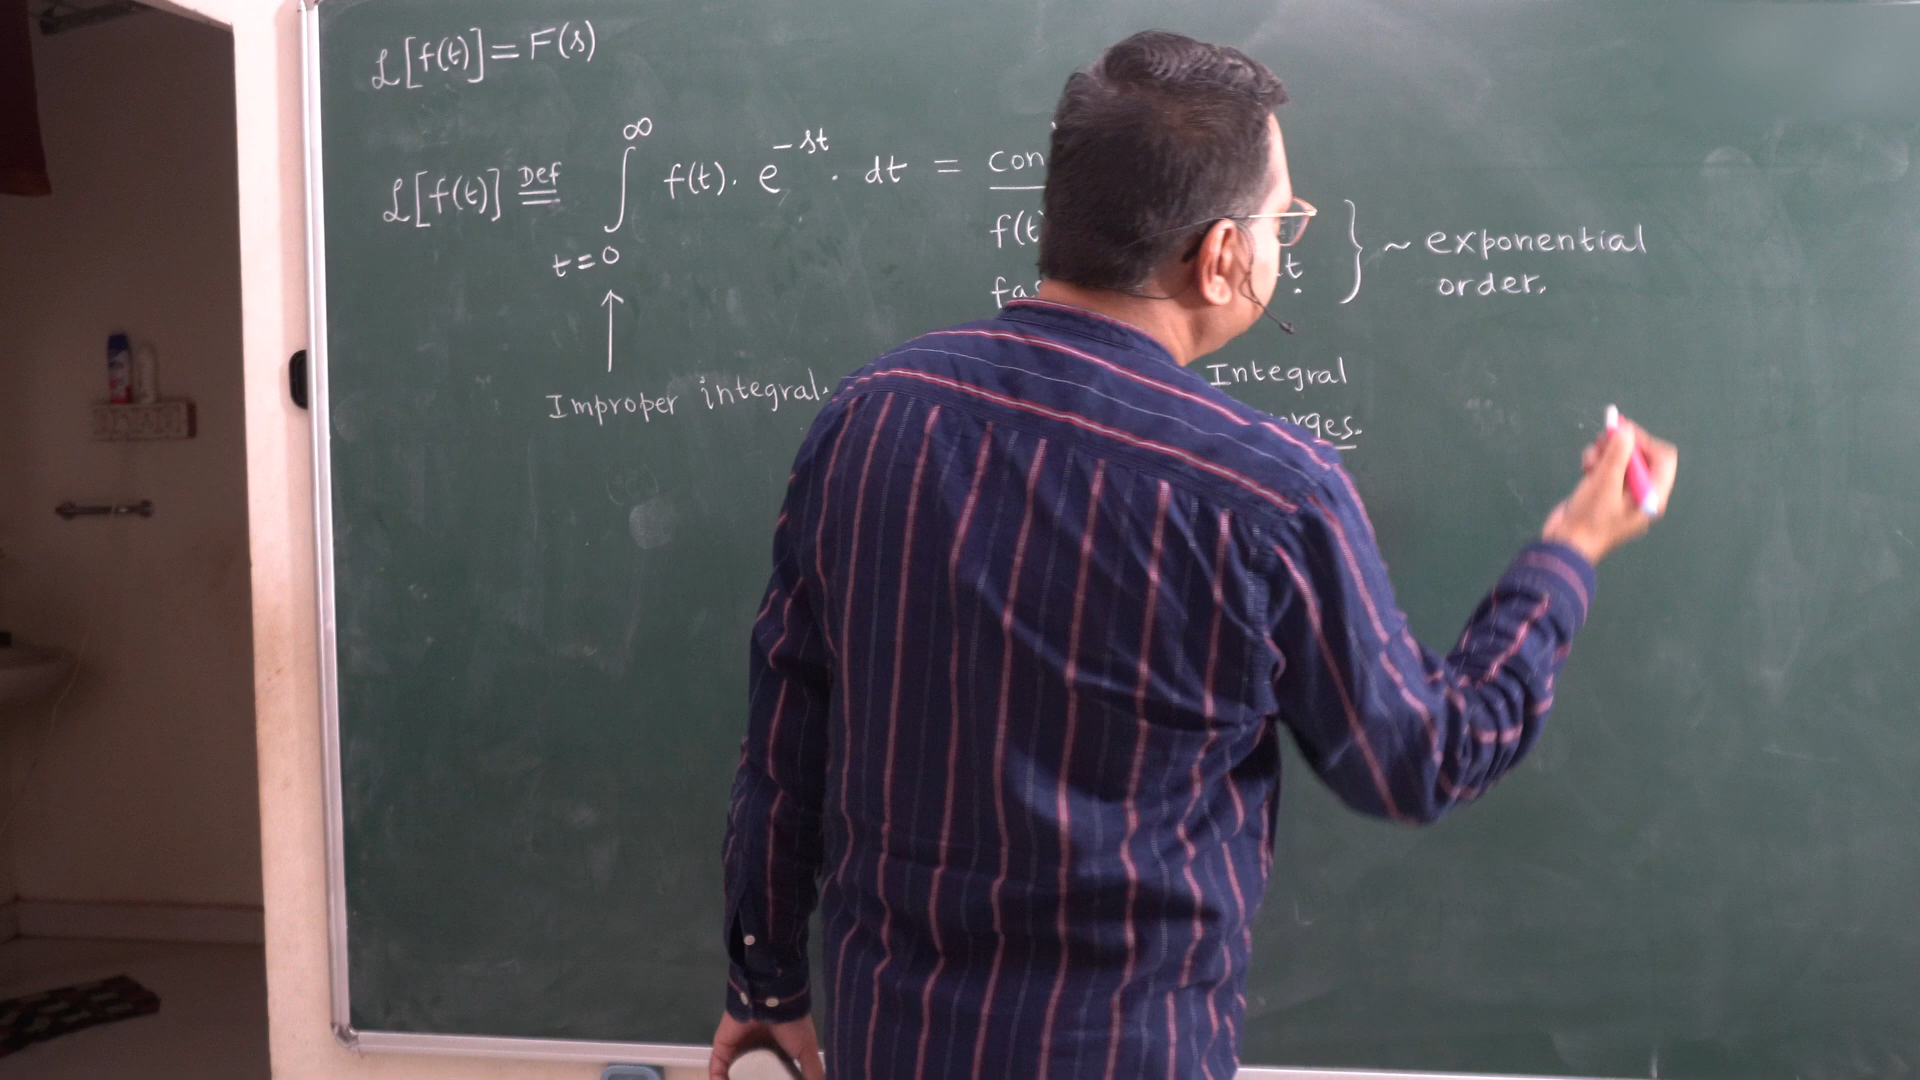 ℒ[f(t)] = F(s)
ℒ[f(t)] Def ∫ ∞ t=0 f(t). e^-st . dt =
~ exponential
order.
Improper integral.
Integral